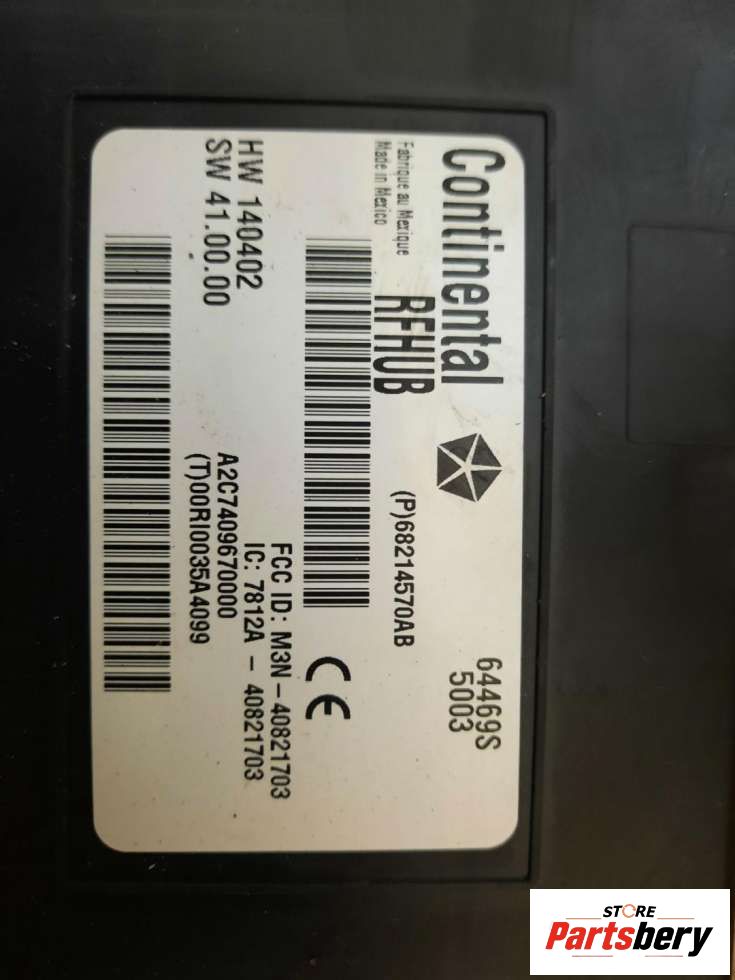 Continental
64469S
5003
Fabrique au Mexique
Made in Mexico
RFHUB
(P)68214570AB
CE
FCC ID: M3N-40821703
IC: 7812A - 40821703
HW 140402
SW 41.00.00
A2C7409670000
(T)00RI0035A4099
STORE
Partsbery